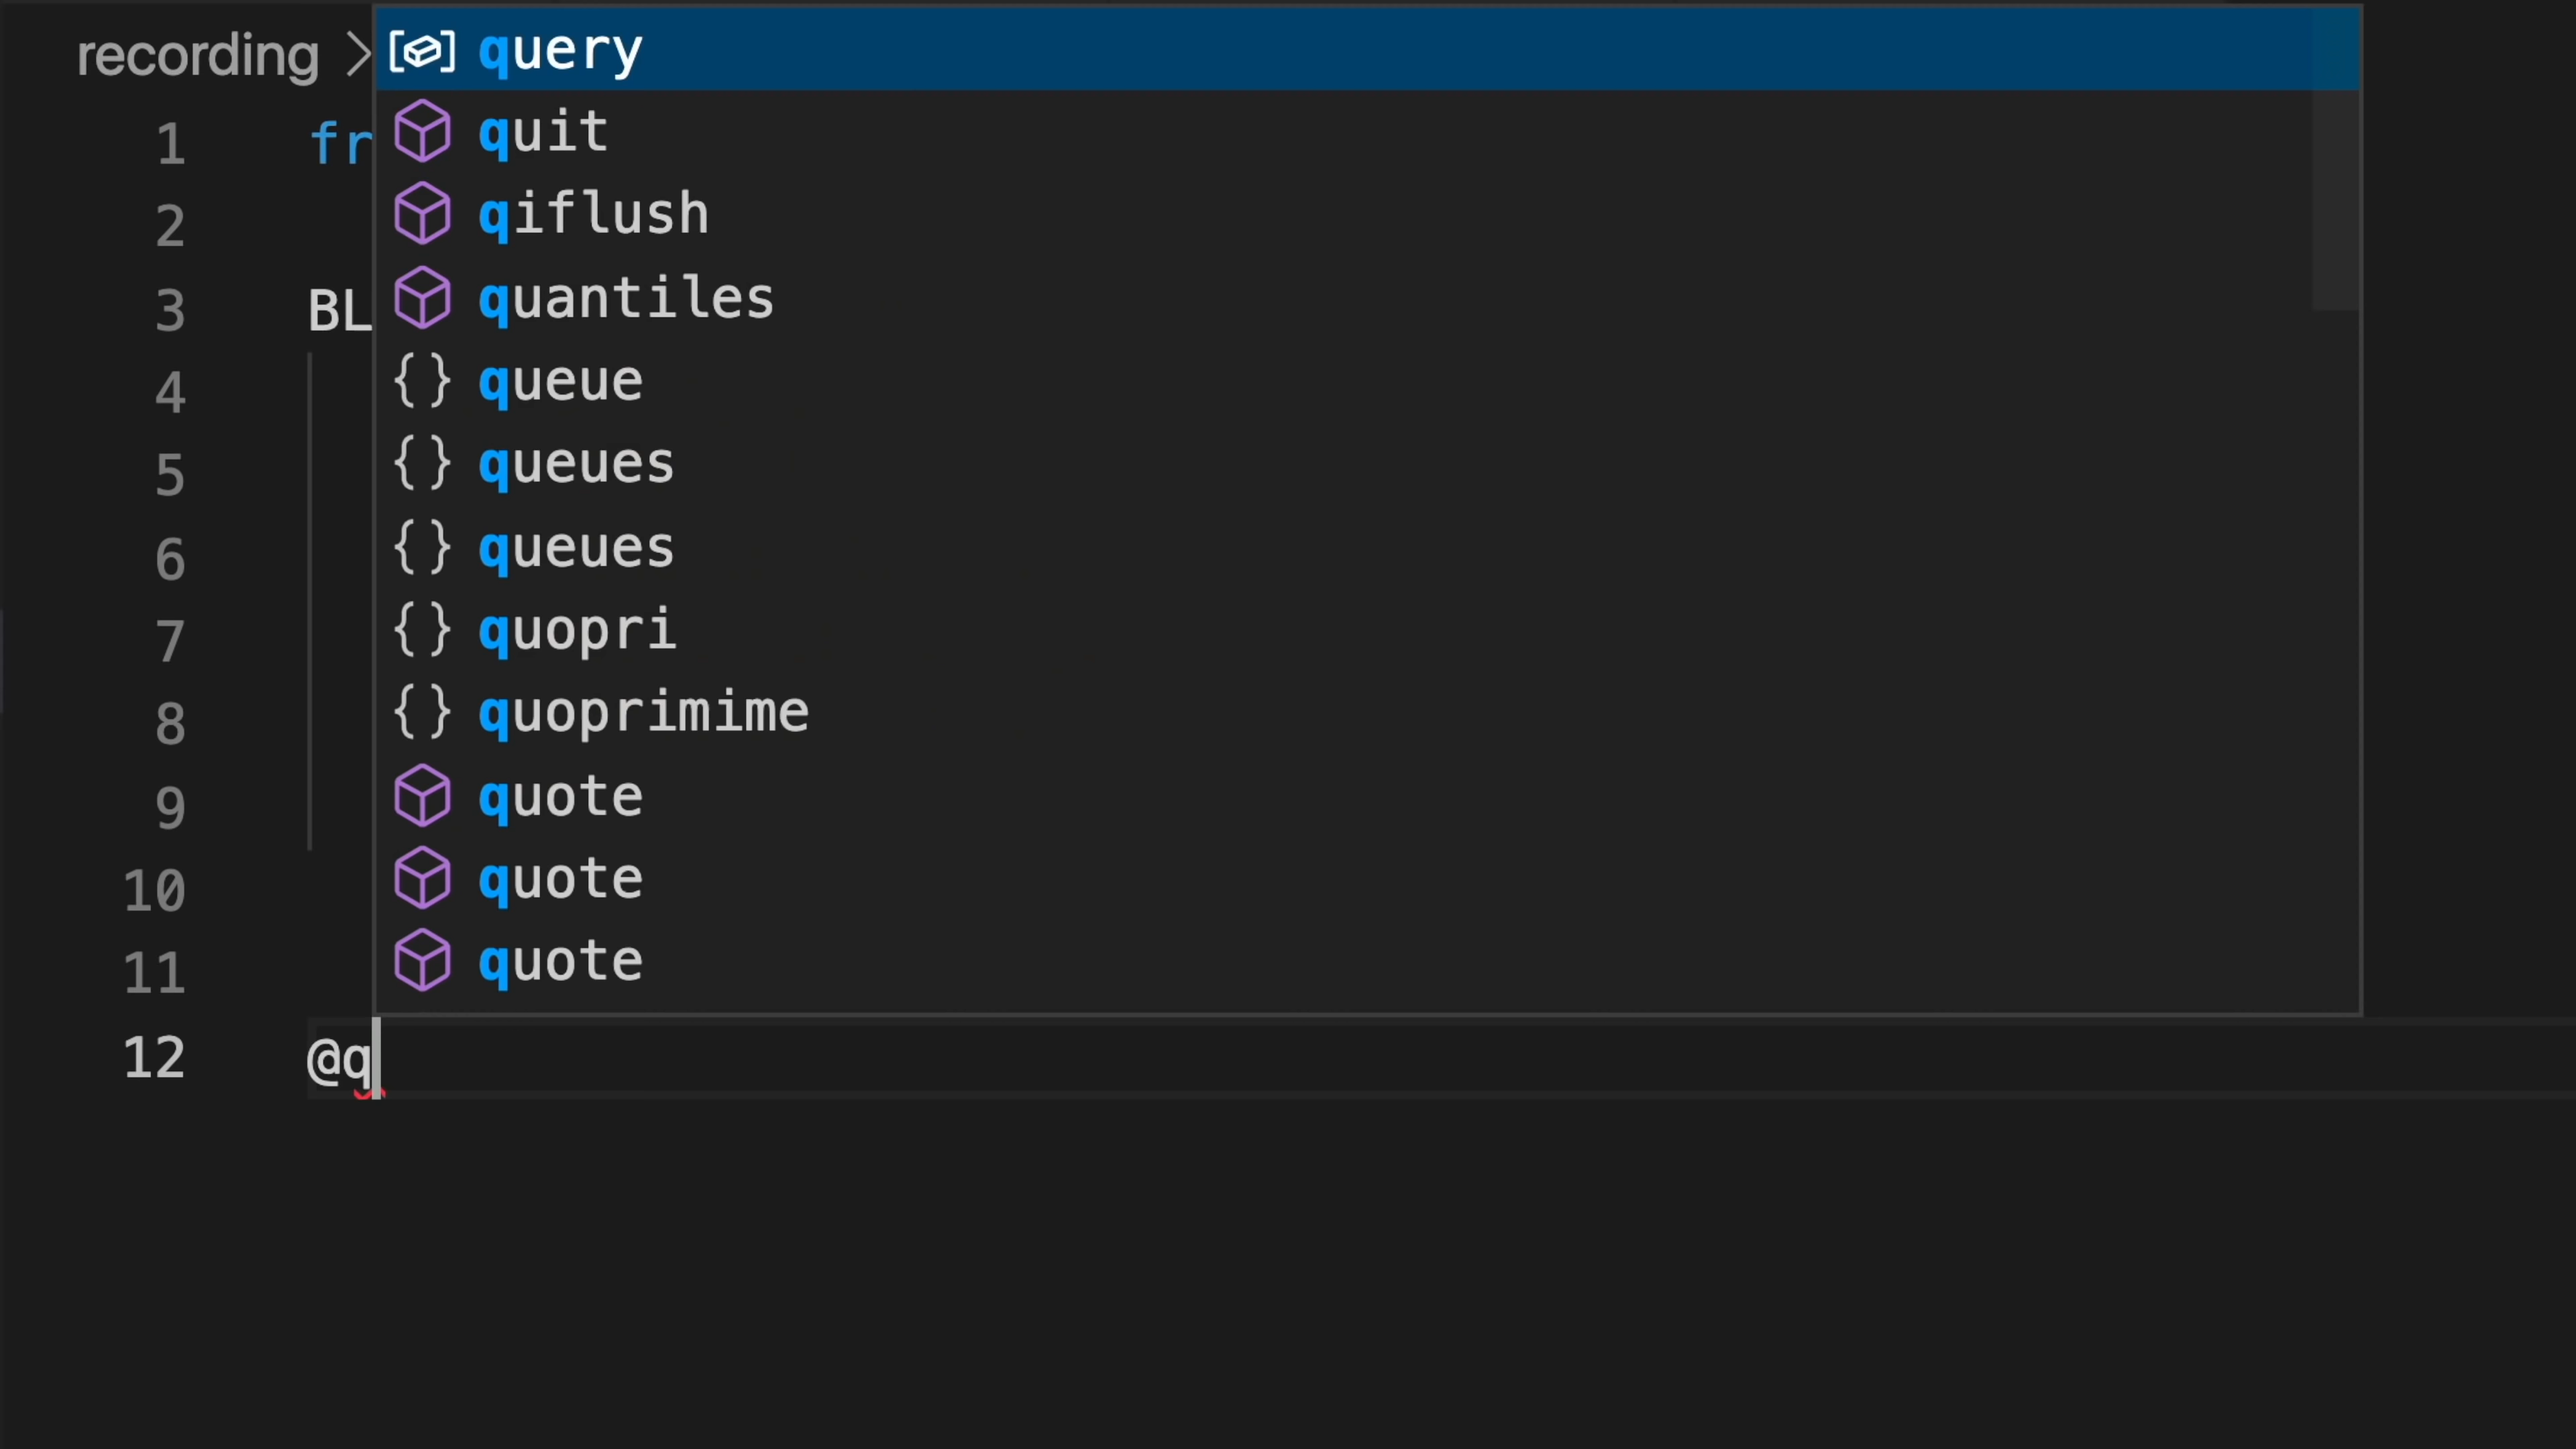 recording >
query
1 fr
quit
2
qiflush
3 BL
quantiles
4
queue
5
queues
6
queues
7
quopri
8
quoprimime
9
quote
10
quote
11
quote
12 @q